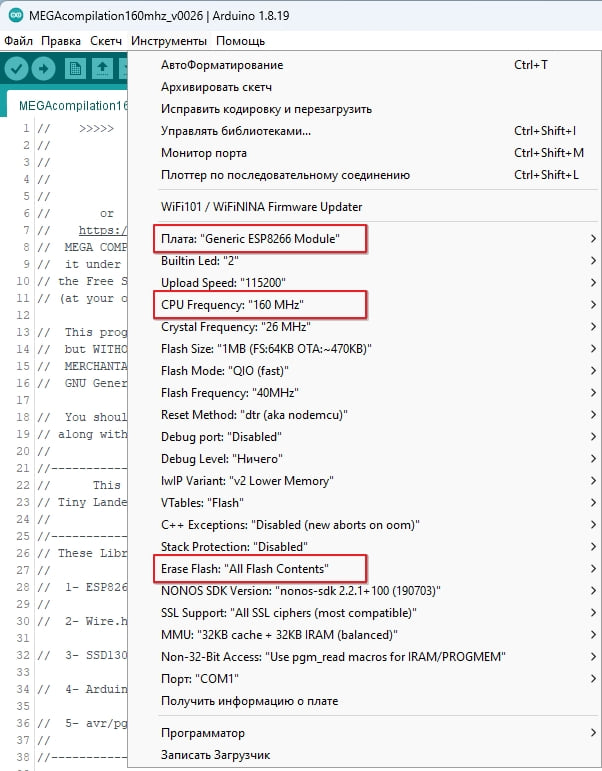 MEGAcompilation160mhz_v0026 | Arduino 1.8.19
Файл Правка Скетч Инструменты Помощь
АвтоФорматирование Ctrl+T
Архивировать скетч
Исправить кодировку и перезагрузить
Управлять библиотеками... Ctrl+Shift+I
Монитор порта Ctrl+Shift+M
Плоттер по последовательному соединению Ctrl+Shift+L
WiFi101 / WiFiNINA Firmware Updater
Плата: "Generic ESP8266 Module"
Builtin Led: "2"
Upload Speed: "115200"
CPU Frequency: "160 MHz"
Crystal Frequency: "26 MHz"
Flash Size: "1MB (FS:64KB OTA:~470KB)"
Flash Mode: "QIO (fast)"
Flash Frequency: "40MHz"
Reset Method: "dtr (aka nodemcu)"
Debug port: "Disabled"
Debug Level: "Ничего"
lwIP Variant: "v2 Lower Memory"
VTables: "Flash"
C++ Exceptions: "Disabled (new aborts on oom)"
Stack Protection: "Disabled"
Erase Flash: "All Flash Contents"
NONOS SDK Version: "nonos-sdk 2.2.1+100 (190703)"
SSL Support: "All SSL ciphers (most compatible)"
MMU: "32KB cache + 32KB IRAM (balanced)"
Non-32-Bit Access: "Use pgm_read macros for IRAM/PROGMEM"
Порт: "COM1"
Получить информацию о плате
Программатор
Записать Загрузчик
MEGAcompilation16
1 // >>>>>
2 //
3 //
4 //
5 //
6 // or
7 // https:/
8 // MEGA COMP
9 // it under
10 // the Free S
11 // (at your o
12
13 // This prog
14 // but WITHO
15 // MERCHANTA
16 // GNU Gener
17
18 // You shoul
19 // along with
20 //
21 //------------
22 // This
23 // Tiny Lande
24 //
25 //------------
26 // These Libr
27 //
28 // 1- ESP826
29 //
30 // 2- Wire.h
31
32 // 3- SSD130
33
34 // 4- Arduin
35
36 // 5- avr/pg
37 //
38 //------------